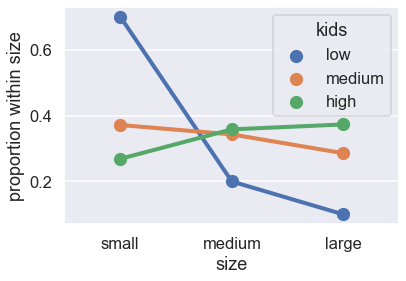 kids
low
medium
high
0.6
0.4
0.2
proportion within size
small medium large
size